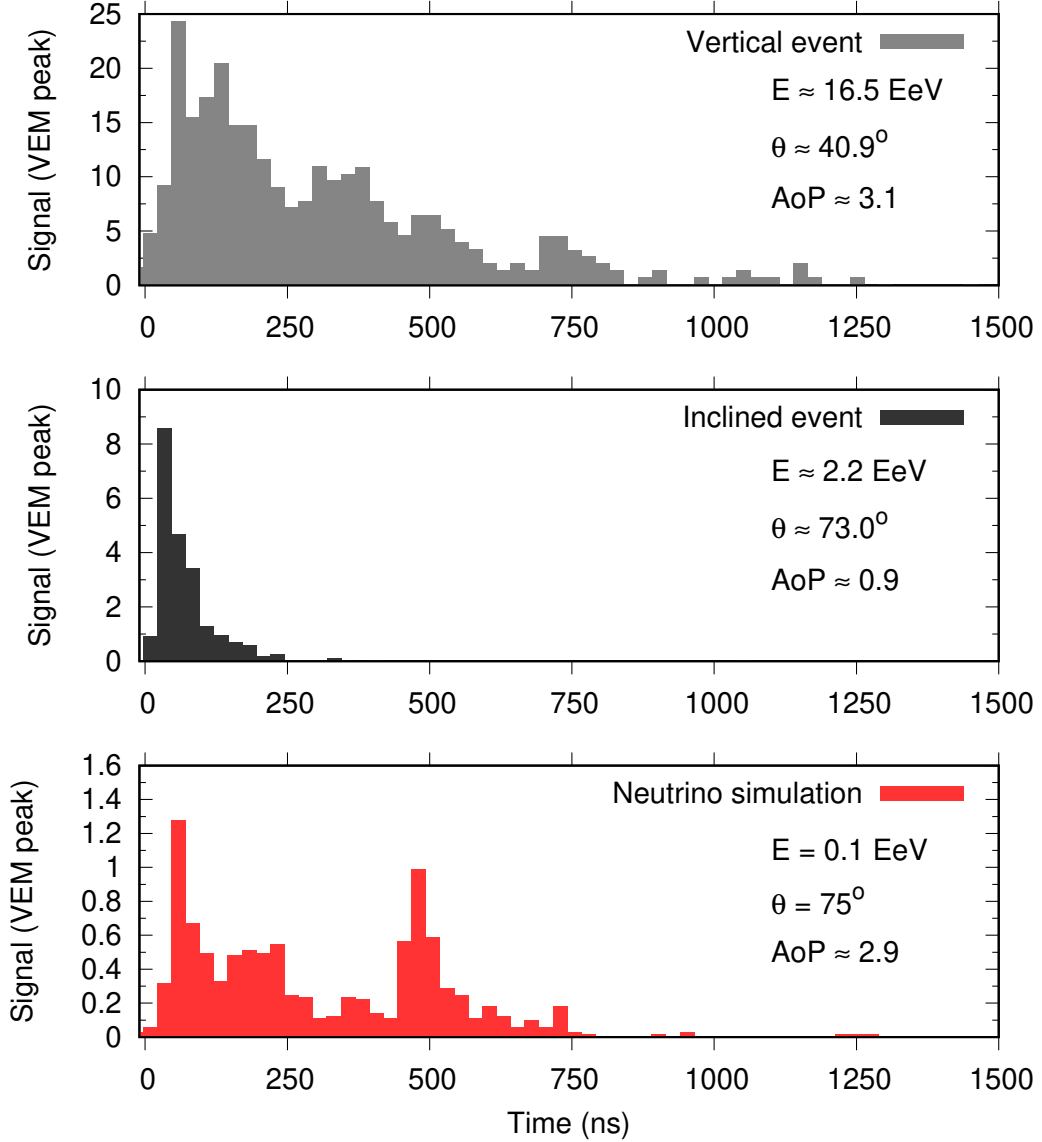 25
20
15
10
5
0
Signal (VEM peak)
Vertical event
E ≈ 16.5 EeV
θ ≈ 40.9°
AoP ≈ 3.1
0 250 500 750 1000 1250 1500
10
8
6
4
2
0
Signal (VEM peak)
Inclined event
E ≈ 2.2 EeV
θ ≈ 73.0°
AoP ≈ 0.9
0 250 500 750 1000 1250 1500
1.6
1.4
1.2
1
0.8
0.6
0.4
0.2
0
Signal (VEM peak)
Neutrino simulation
E = 0.1 EeV
θ = 75°
AoP ≈ 2.9
0 250 500 750 1000 1250 1500
Time (ns)